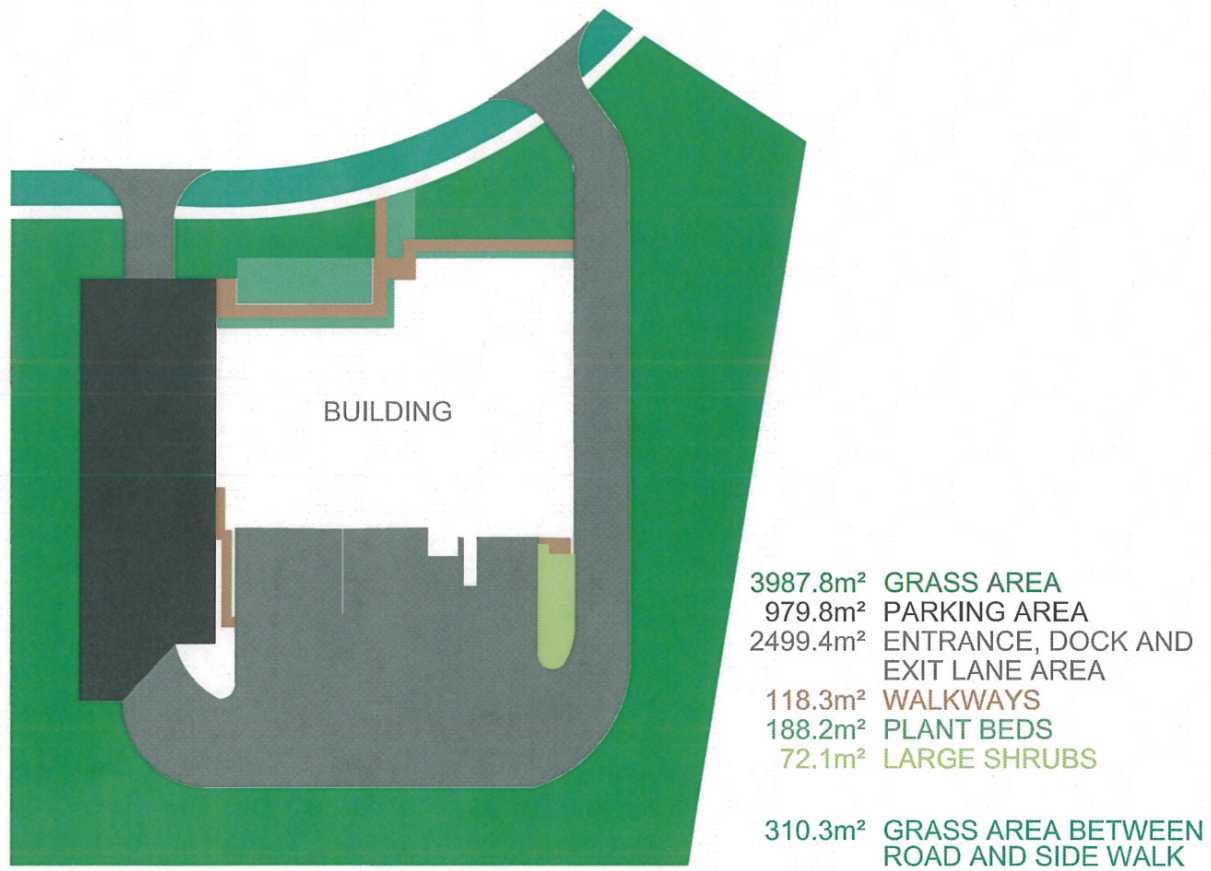 BUILDING
3987.8m² GRASS AREA
979.8m² PARKING AREA
2499.4m² ENTRANCE, DOCK AND
EXIT LANE AREA
118.3m² WALKWAYS
188.2m² PLANT BEDS
72.1m² LARGE SHRUBS
310.3m² GRASS AREA BETWEEN
ROAD AND SIDE WALK